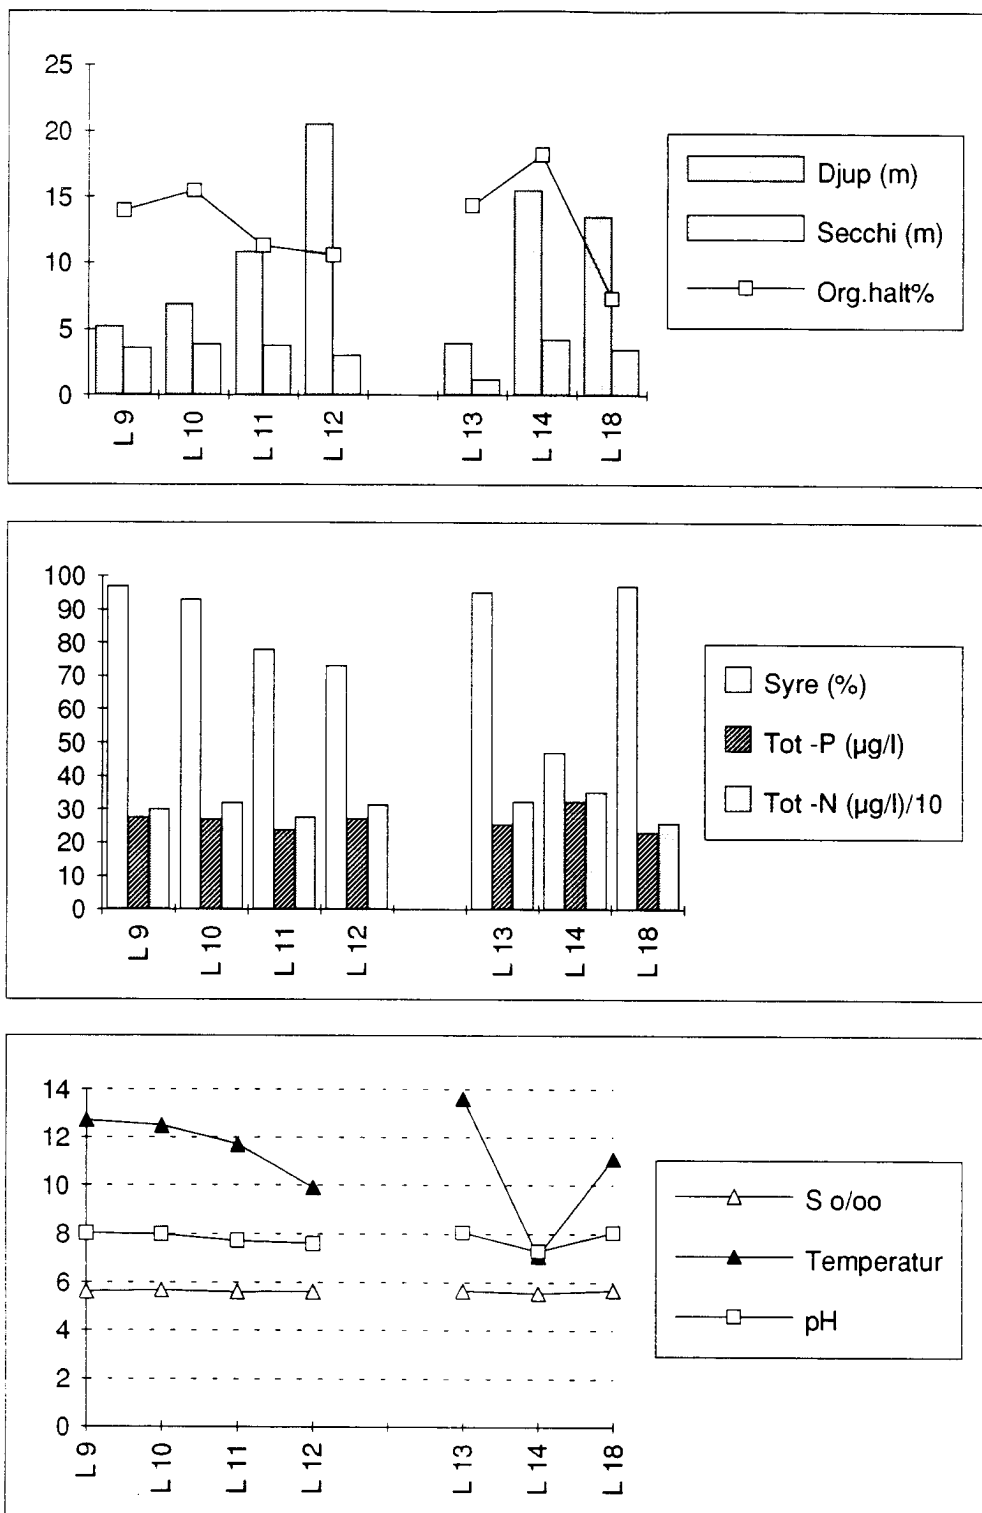 25
20
15
10
5
0
L 9
L 10
L 11
L 12
L 13
L 14
L 18
Djup (m)
Secchi (m)
Org.halt%
100
90
80
70
60
50
40
30
20
10
0
L 9
L 10
L 11
L 12
L 13
L 14
L 18
Syre (%)
Tot -P (µg/l)
Tot -N (µg/l)/10
14
12
10
8
6
4
2
0
L 9
L 10
L 11
L 12
L 13
L 14
L 18
S o/oo
Temperatur
pH